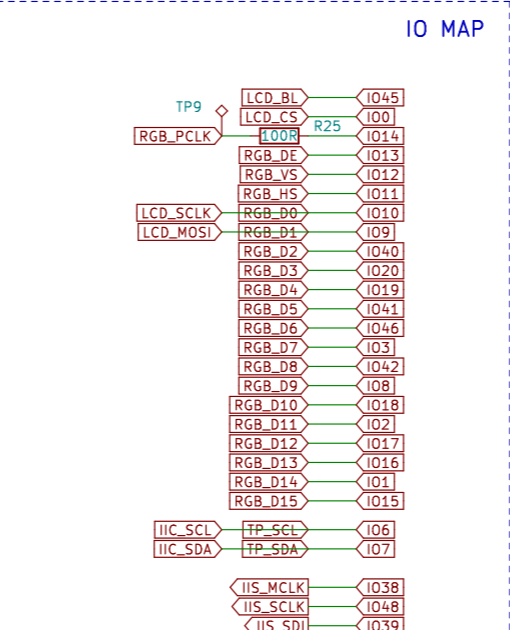 IO MAP
LCD_BL IO45
TP9 LCD_CS IO0
RGB_PCLK 100R R25 IO14
RGB_DE IO13
RGB_VS IO12
RGB_HS IO11
LCD_SCLK RGB_D0 IO10
LCD_MOSI RGB_D1 IO9
RGB_D2 IO40
RGB_D3 IO20
RGB_D4 IO19
RGB_D5 IO41
RGB_D6 IO46
RGB_D7 IO3
RGB_D8 IO42
RGB_D9 IO8
RGB_D10 IO18
RGB_D11 IO2
RGB_D12 IO17
RGB_D13 IO16
RGB_D14 IO1
RGB_D15 IO15
IIC_SCL TP_SCL IO6
IIC_SDA TP_SDA IO7
IIS_MCLK IO38
IIS_SCLK IO48
IIS_SDI IO39